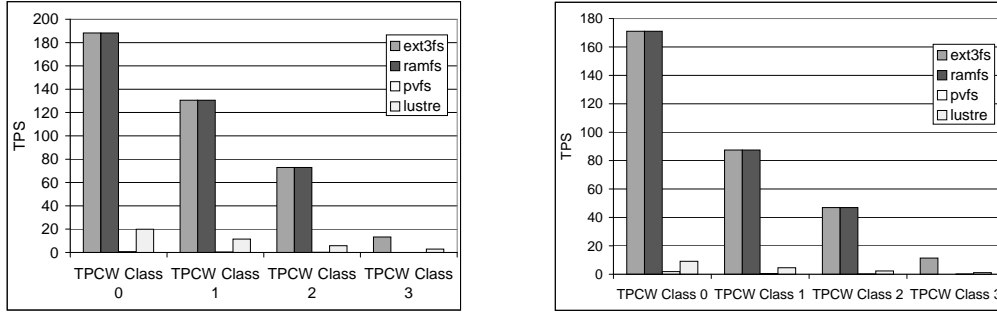 200
180
160
140
120
100
80
60
40
20
0
TPS
ext3fs
ramfs
pvfs
lustre
TPCW Class TPCW Class TPCW Class TPCW Class
0 1 2 3
180
160
140
120
100
80
60
40
20
0
TPS
ext3fs
ramfs
pvfs
lustre
TPCW Class 0 TPCW Class 1 TPCW Class 2 TPCW Class 3